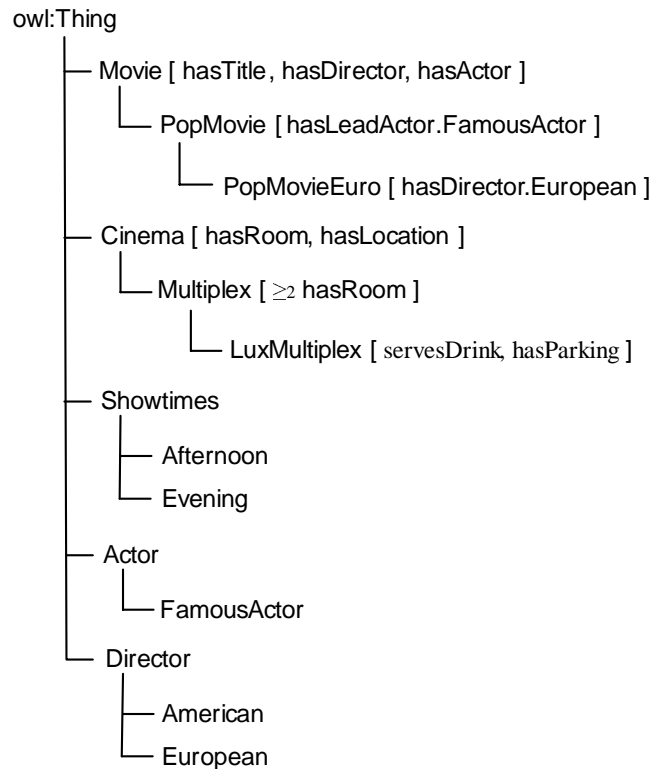 owl:Thing
Movie [ hasTitle, hasDirector, hasActor ]
PopMovie [ hasLeadActor.FamousActor ]
PopMovieEuro [ hasDirector.European ]
Cinema [ hasRoom, hasLocation ]
Multiplex [ ≥2 hasRoom ]
LuxMultiplex [ servesDrink, hasParking ]
Showtimes
Afternoon
Evening
Actor
FamousActor
Director
American
European